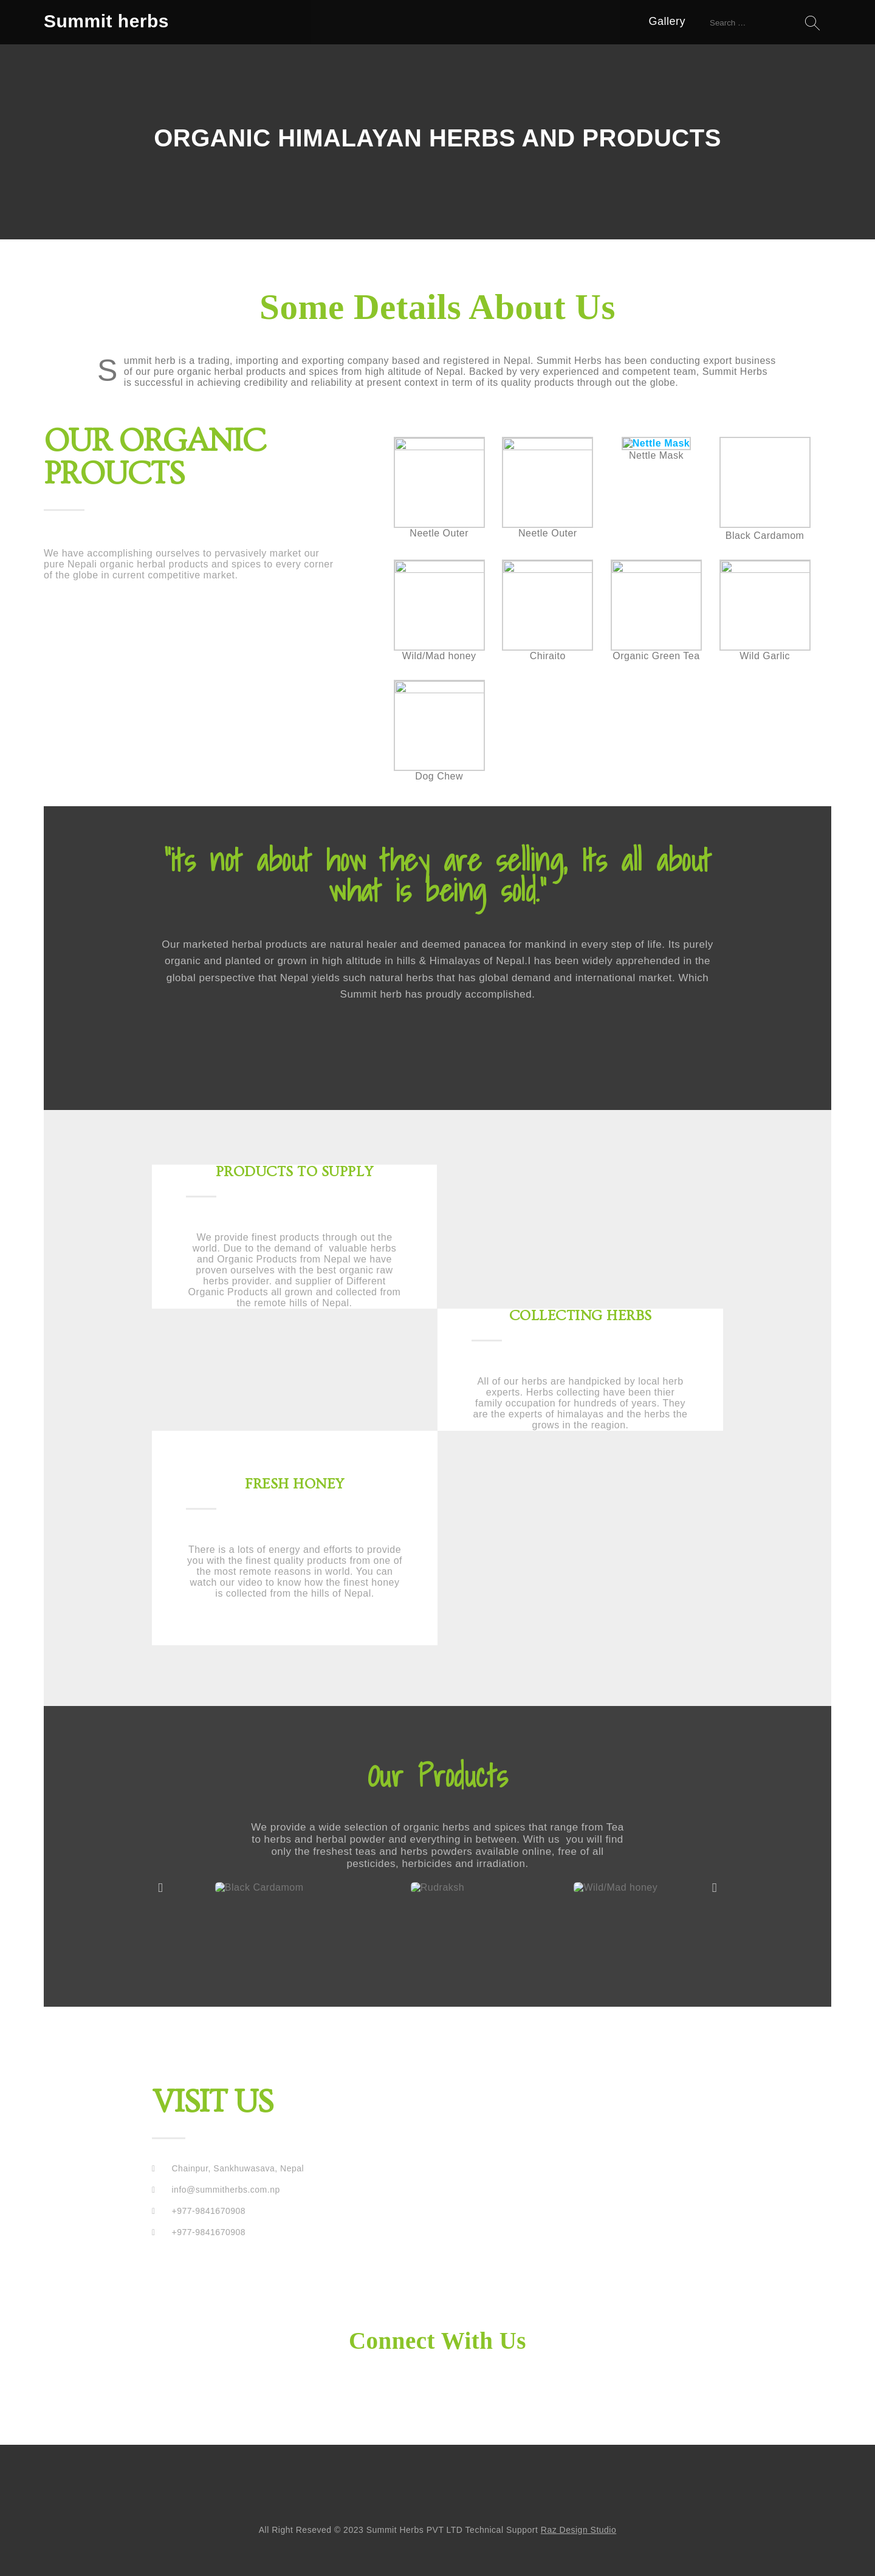 Summit herbs
Gallery
Search ...
ORGANIC HIMALAYAN HERBS AND PRODUCTS
Some Details About Us
Summit herb is a trading, importing and exporting company based and registered in Nepal. Summit Herbs has been conducting export business
of our pure organic herbal products and spices from high altitude of Nepal. Backed by very experienced and competent team, Summit Herbs
is successful in achieving credibility and reliability at present context in term of its quality products through out the globe.
OUR ORGANIC
PROUCTS
We have accomplishing ourselves to pervasively market our
pure Nepali organic herbal products and spices to every corner
of the globe in current competitive market.
Neetle Outer
Neetle Outer
Nettle Mask
Nettle Mask
Black Cardamom
Wild/Mad honey
Chiraito
Organic Green Tea
Wild Garlic
Dog Chew
"its not about how they are selling, Its all about
what is being sold."
Our marketed herbal products are natural healer and deemed panacea for mankind in every step of life. Its purely
organic and planted or grown in high altitude in hills & Himalayas of Nepal.I has been widely apprehended in the
global perspective that Nepal yields such natural herbs that has global demand and international market. Which
Summit herb has proudly accomplished.
PRODUCTS TO SUPPLY
We provide finest products through out the
world. Due to the demand of  valuable herbs
and Organic Products from Nepal we have
proven ourselves with the best organic raw
herbs provider. and supplier of Different
Organic Products all grown and collected from
the remote hills of Nepal.
COLLECTING HERBS
All of our herbs are handpicked by local herb
experts. Herbs collecting have been thier
family occupation for hundreds of years. They
are the experts of himalayas and the herbs the
grows in the reagion.
FRESH HONEY
There is a lots of energy and efforts to provide
you with the finest quality products from one of
the most remote reasons in world. You can
watch our video to know how the finest honey
is collected from the hills of Nepal.
Our Products
We provide a wide selection of organic herbs and spices that range from Tea
to herbs and herbal powder and everything in between. With us  you will find
only the freshest teas and herbs powders available online, free of all
pesticides, herbicides and irradiation.
Black Cardamom
Rudraksh
Wild/Mad honey
VISIT US
Chainpur, Sankhuwasava, Nepal
info@summitherbs.com.np
+977-9841670908
+977-9841670908
Connect With Us
All Right Reseved © 2023 Summit Herbs PVT LTD Technical Support Raz Design Studio